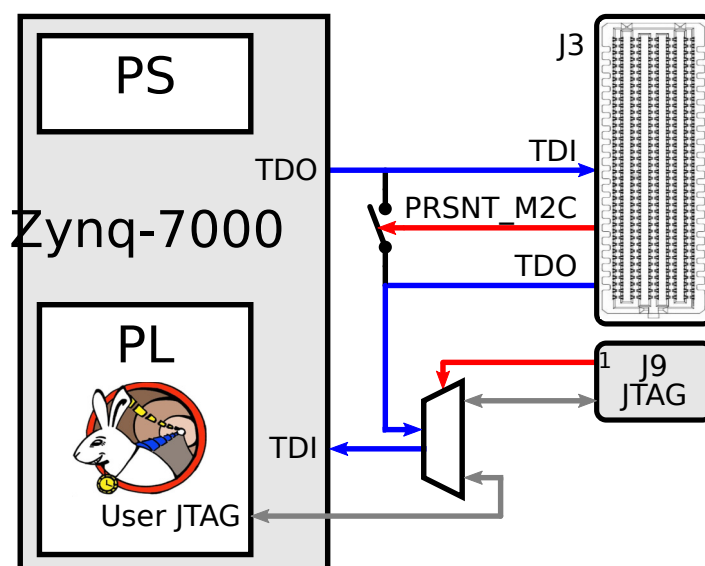 PS
J3
TDO
TDI
PRSNT_M2C
Zynq-7000
TDO
PL
1
J9
JTAG
TDI
User JTAG